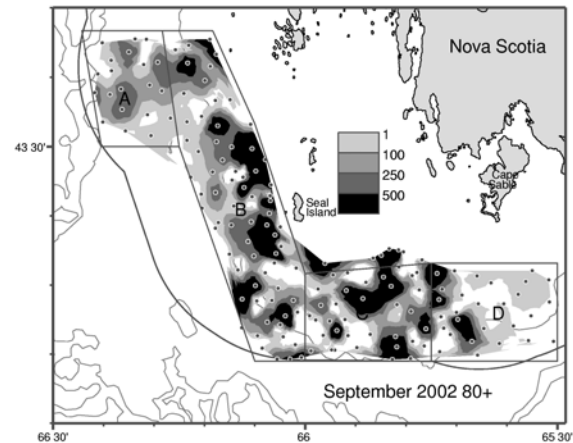 Nova Scotia
A
43 30'
1
100
250
500
Cape
Sable
Seal
Island
B
D
September 2002 80+
66 30'
66
65 30'